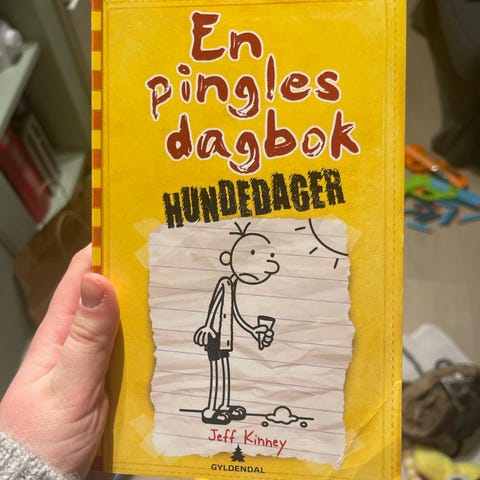 En
pingles
dagbok
HUNDEDAGER
Jeff Kinney
GYLDENDAL